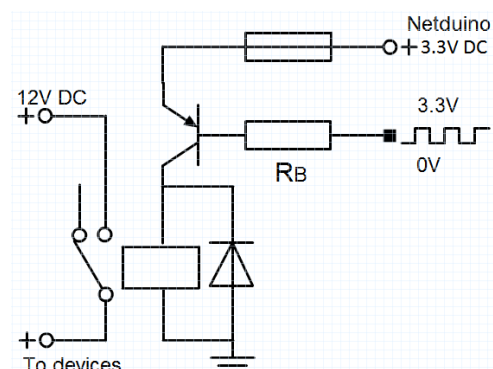 Netduino
+3.3V DC
12V DC
+
3.3V
0V
RB
+
To devices